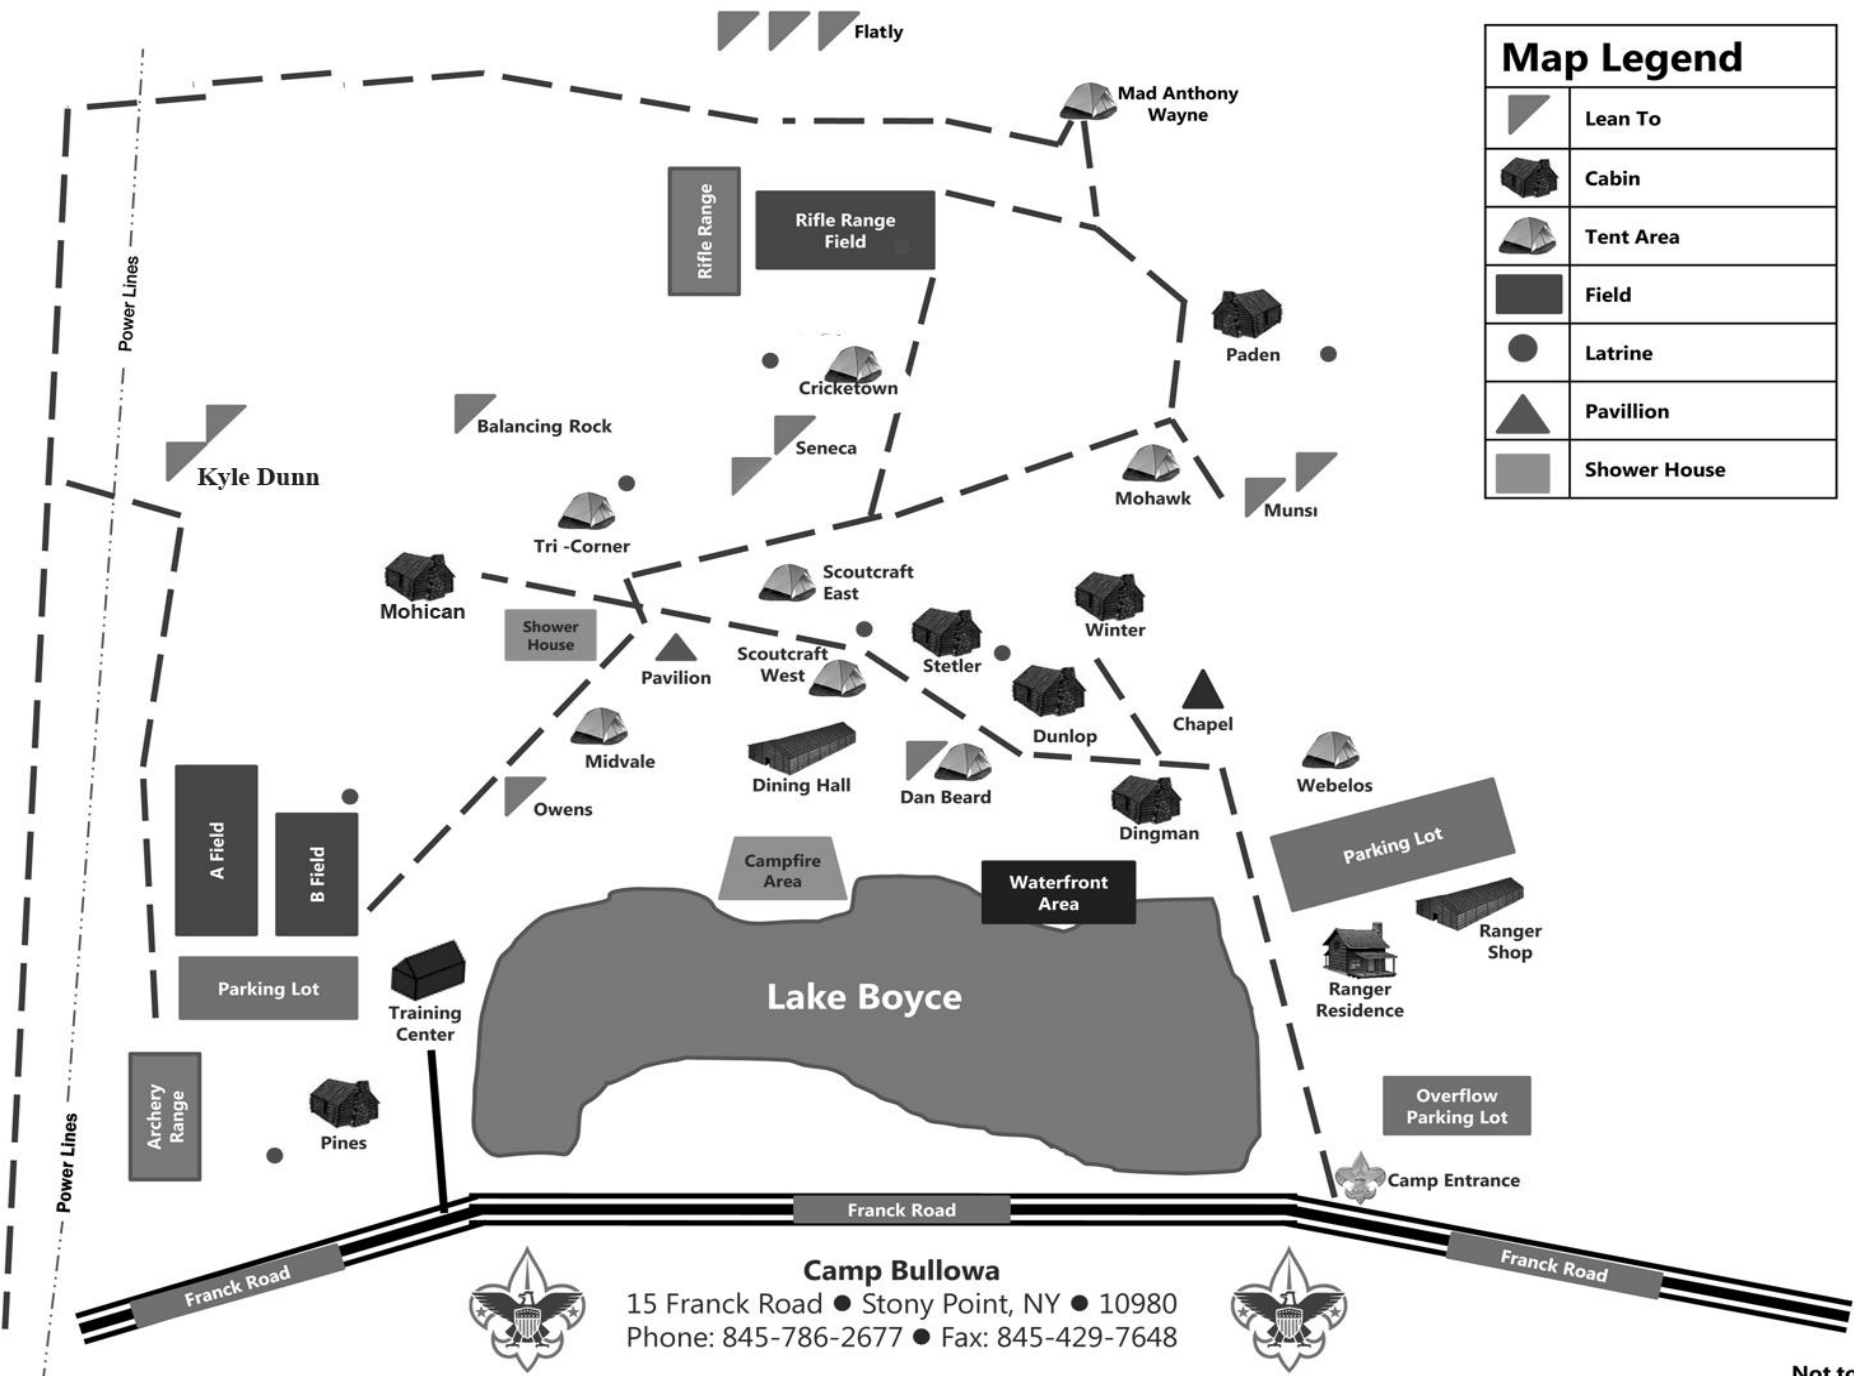 Flatly
Mad Anthony
Wayne
Map Legend
Lean To
Cabin
Tent Area
Field
Latrine
Pavillion
Shower House
Rifle Range
Rifle Range
Field
Power Lines
Paden
Cricketown
Balancing Rock
Seneca
Kyle Dunn
Mohawk
Munsi
Tri -Corner
Mohican
Scoutcraft
East
Shower
House
Winter
Pavilion
Scoutcraft
West
Stetler
Chapel
Dunlop
Midvale
Dining Hall
Dan Beard
Webelos
Owens
Dingman
A Field
B Field
Campfire
Area
Waterfront
Area
Parking Lot
Ranger
Shop
Parking Lot
Training
Center
Lake Boyce
Ranger
Residence
Archery
Range
Pines
Overflow
Parking Lot
Power Lines
Camp Entrance
Franck Road
Franck Road
Franck Road
Camp Bullowa
15 Franck Road ● Stony Point, NY ● 10980
Phone: 845-786-2677 ● Fax: 845-429-7648